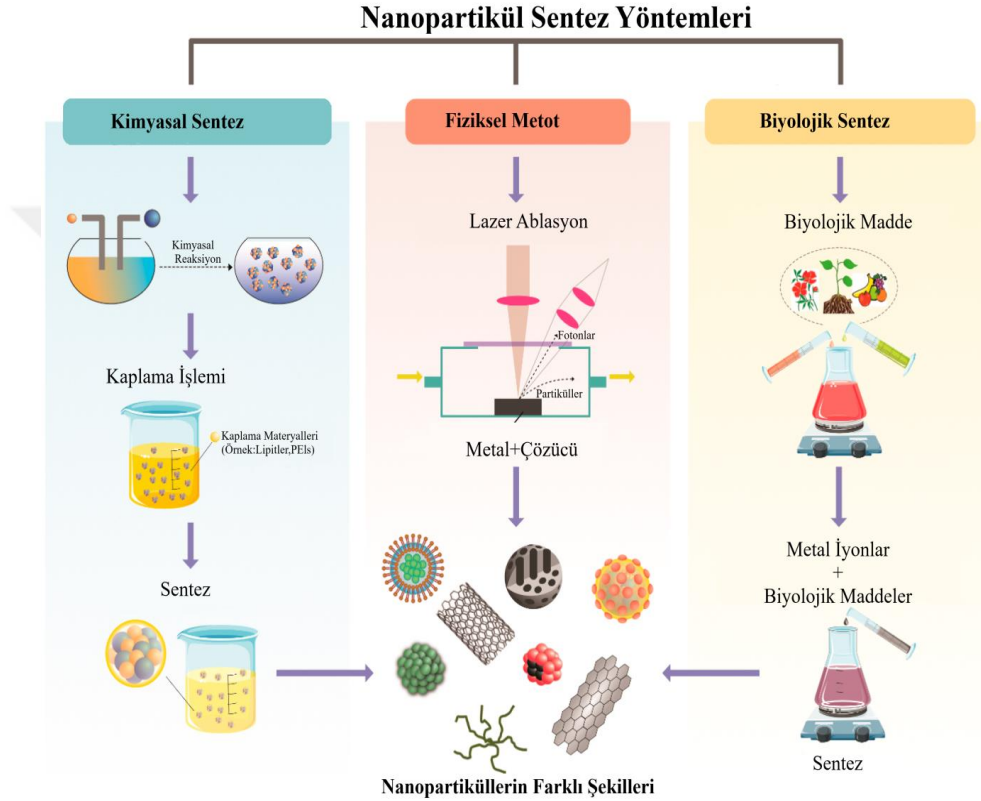 Nanopartikül Sentez Yöntemleri
Kimyasal Sentez
Kimyasal
Reaksiyon
Kaplama İşlemi
Kaplama Materyalleri
(Örnek:Lipitler,PEls)
Sentez
Fiziksel Metot
Lazer Ablasyon
Fotonlar
Partiküller
Metal+Çözücü
Biyolojik Sentez
Biyolojik Madde
Metal İyonlar
+
Biyolojik Maddeler
Sentez
Nanopartiküllerin Farklı Şekilleri